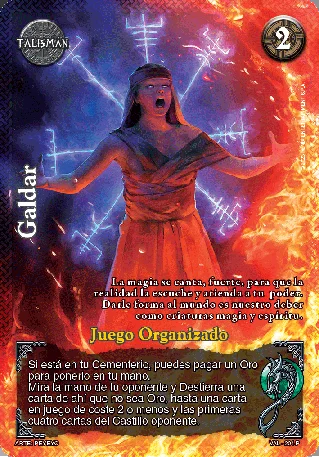 TALISMAN
2
Galdar
La magia se canta, fuerte, para que la
realidad la escuche y atienda a tu poder.
Darle forma al mundo es nuestro deber
como criaturas magia y espíritu.
Juego Organizado
Si está en tu Cementerio, puedes pagar un Oro
para ponerlo en tu mano.
Mira la mano de tu oponente y Destierra una
carta de ahí que no sea Oro, hasta una carta
en juego de coste 2 o menos y las primeras
cuatro cartas del Castillo oponente.